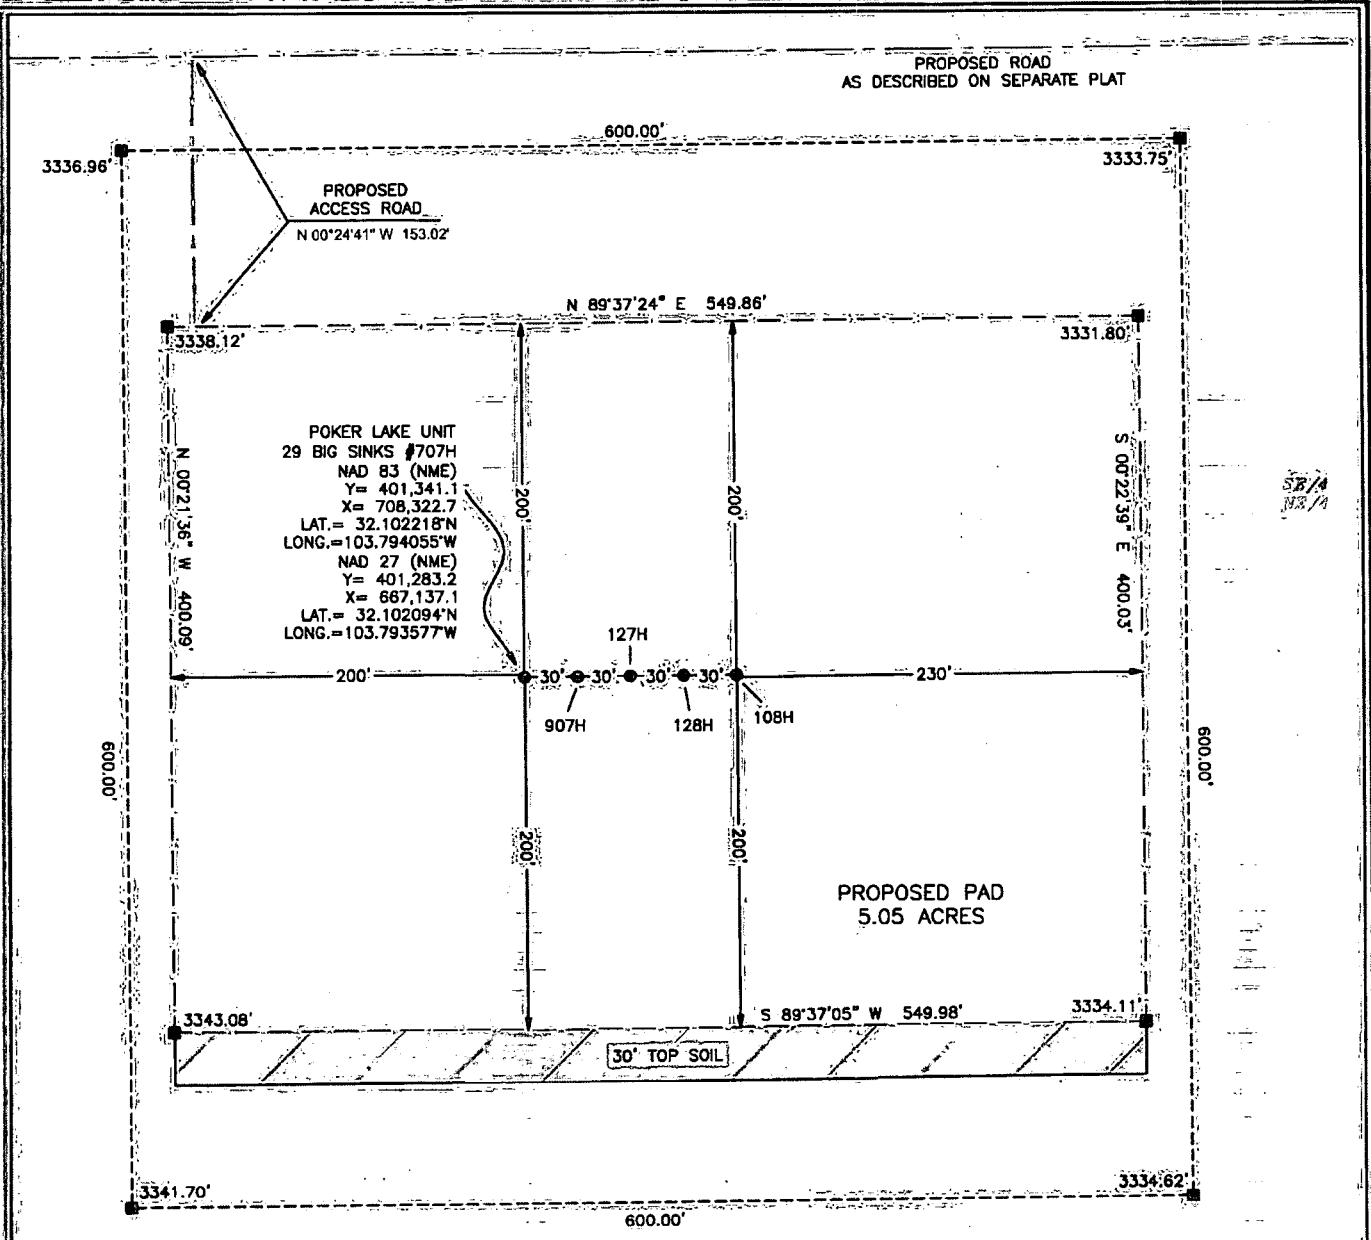 PROPOSED ROAD
AS DESCRIBED ON SEPARATE PLAT
600.00'
3336.96'
3333.75'
PROPOSED
ACCESS ROAD
N 00°24'41" W 153.02'
N 89°37'24" E 549.86'
3338.12'
3331.80'
POKER LAKE UNIT
29 BIG SINKS #707H
NAD 83 (NME)
Y= 401,341.1
X= 708,322.7
LAT.= 32.102218°N
LONG.=103.794055°W
NAD 27 (NME)
Y= 401,283.2
X= 667,137.1
LAT.= 32.102094°N
LONG.=103.793577°W
N 00°21'36" W 400.09'
200'
200'
S 00°22'39" E 400.03'
SE/4
NE/4
127H
200'
30'
30'
30'
30'
230'
907H
128H
108H
600.00'
600.00'
200'
200'
PROPOSED PAD
5.05 ACRES
3343.08'
S 89°37'05" W 549.98'
3334.11'
30' TOP SOIL
3341.70'
3334.62'
600.00'